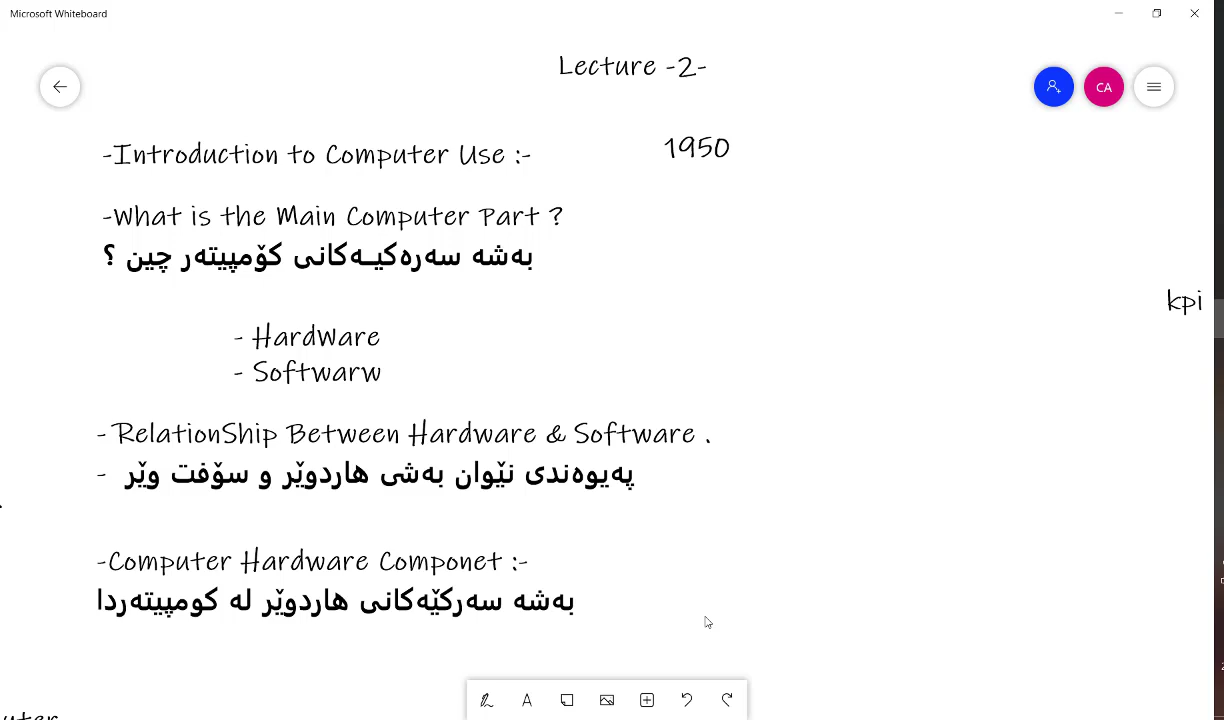 Microsoft Whiteboard
Lecture -2-
CA
-Introduction to Computer Use :-
1950
-What is the Main Computer Part ?
بەشە سەرەکیـەکانی کۆمپیتەر چین ؟
kpi
- Hardware
- Softwarw
- RelationShip Between Hardware & Software .
- پەیوەندی نێوان بەشی هاردوێر و سۆفت وێر
-Computer Hardware Componet :-
بەشە سەرکێەکانی هاردوێر لە کومپیتەردا